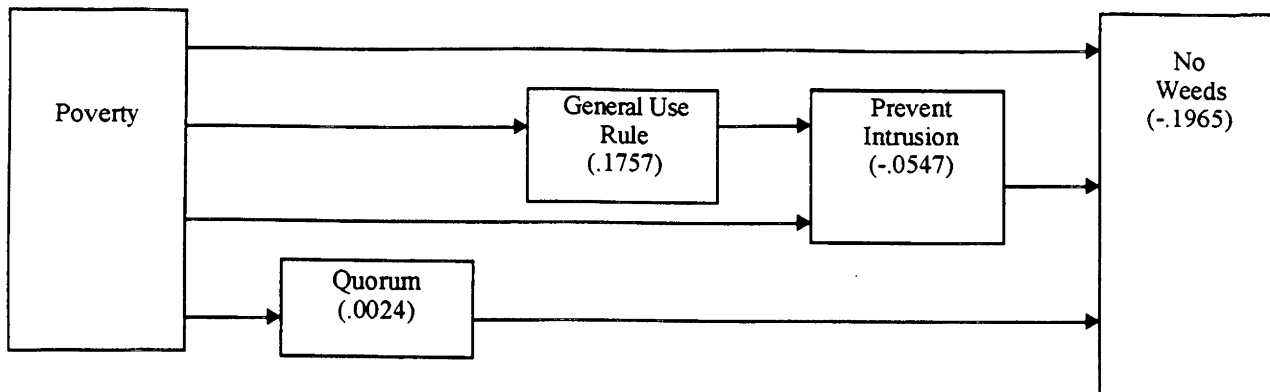 Poverty
General Use
Rule
(.1757)
Prevent
Intrusion
(-.0547)
No
Weeds
(-.1965)
Quorum
(.0024)